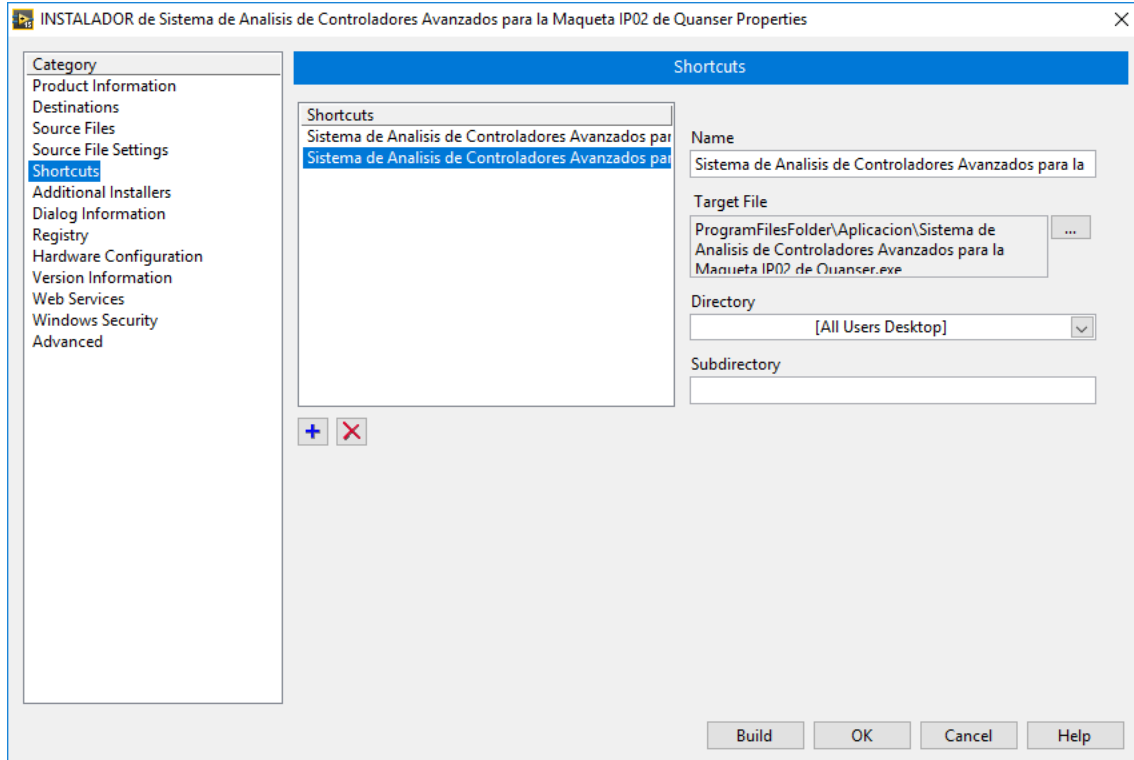 INSTALADOR de Sistema de Analisis de Controladores Avanzados para la Maqueta IP02 de Quanser Properties
Category
Product Information
Destinations
Source Files
Source File Settings
Shortcuts
Additional Installers
Dialog Information
Registry
Hardware Configuration
Version Information
Web Services
Windows Security
Advanced
Shortcuts
Shortcuts
Sistema de Analisis de Controladores Avanzados par
Sistema de Analisis de Controladores Avanzados par
Name
Sistema de Analisis de Controladores Avanzados para la
Target File
ProgramFilesFolder\Aplicacion\Sistema de
Analisis de Controladores Avanzados para la
Maqueta IP02 de Quanser.exe
...
Directory
[All Users Desktop]
Subdirectory
Build
OK
Cancel
Help